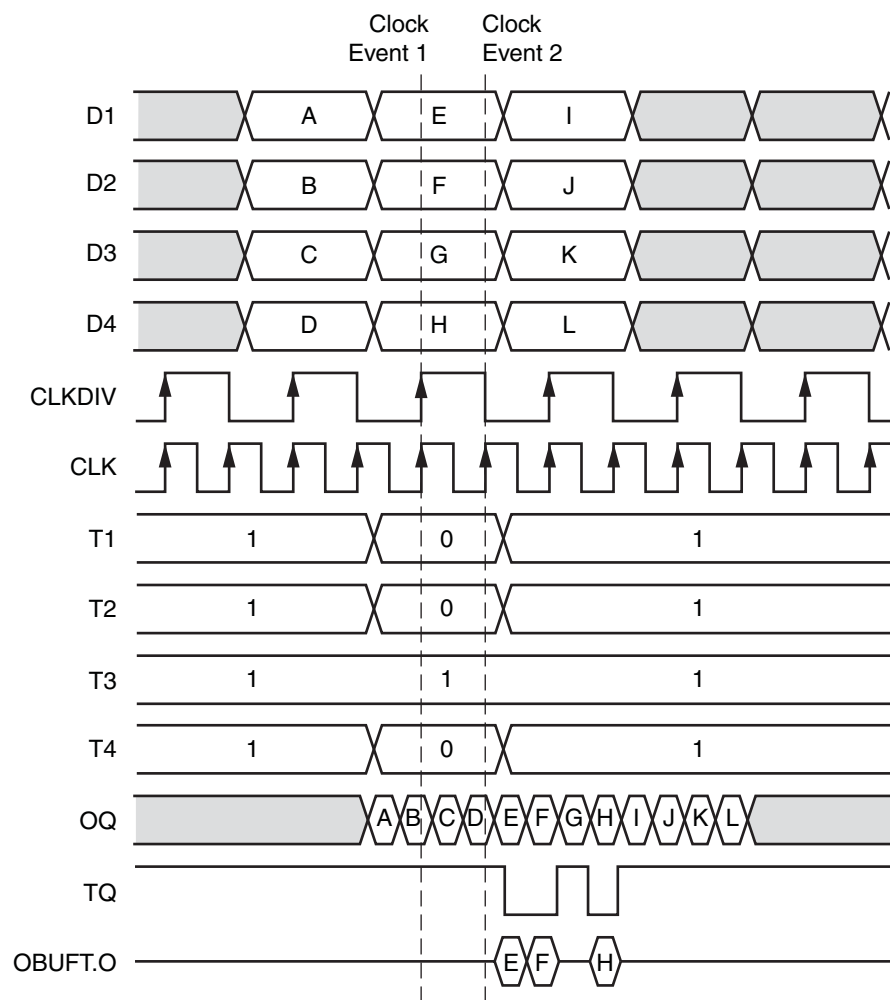 Clock Event 1
Clock Event 2
D1 A E I
D2 B F J
D3 C G K
D4 D H L
CLKDIV
CLK
T1 1 0 1
T2 1 0 1
T3 1 1 1
T4 1 0 1
OQ A B C D E F G H I J K L
TQ
OBUFT.O E F H